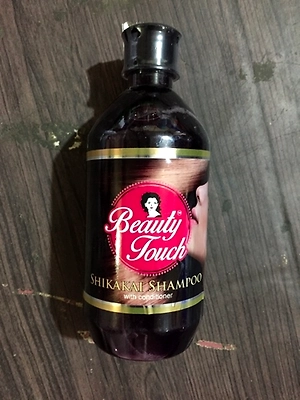 Beauty
Touch
SHIKAKAI SHAMPOO
with conditioner